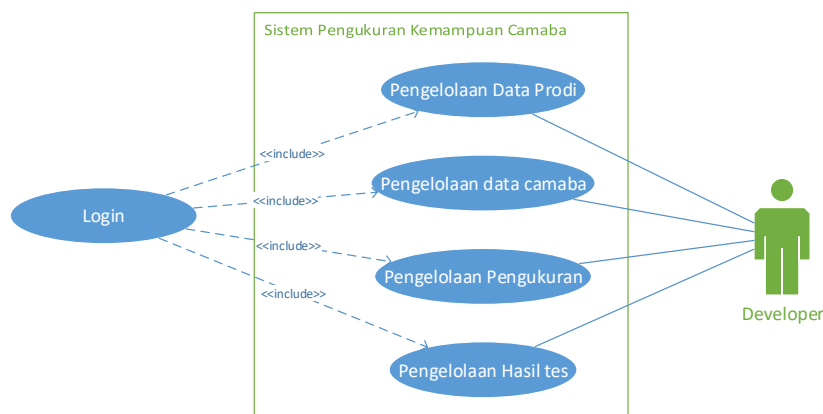 Sistem Pengukuran Kemampuan Camaba
Pengelolaan Data Prodi
<<include>>
Pengelolaan data camaba
<<include>>
Login
<<include>>
Pengelolaan Pengukuran
<<include>>
Developer
Pengelolaan Hasil tes